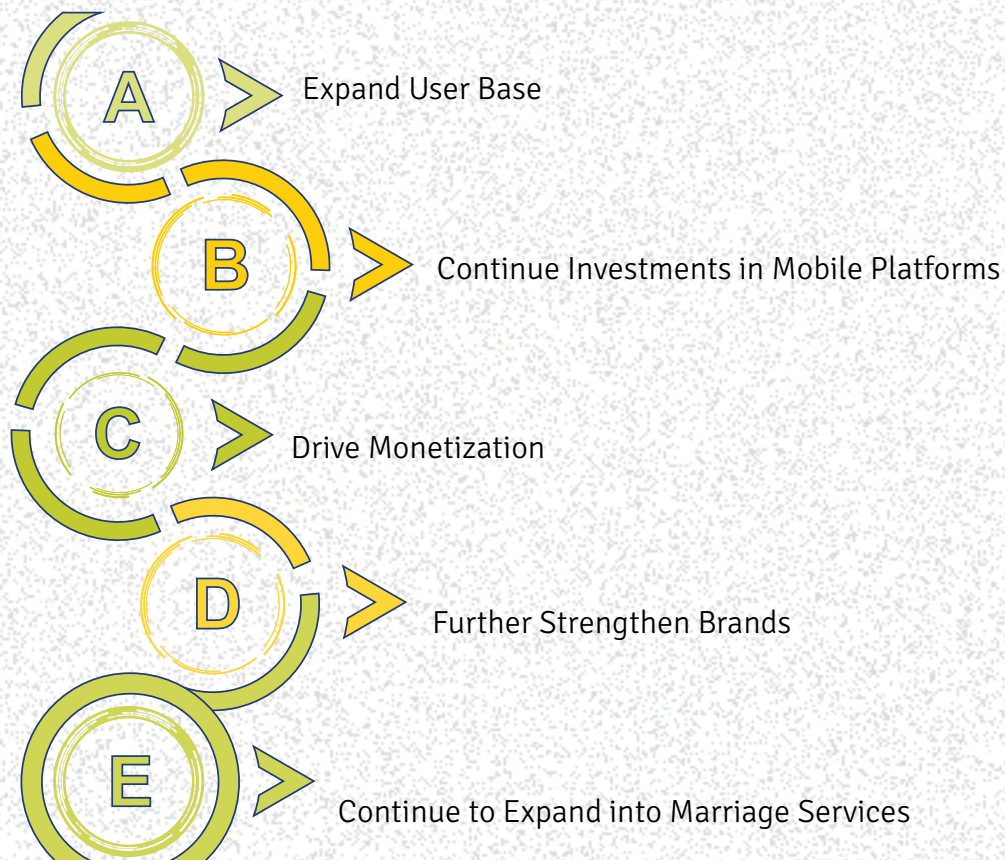 A
Expand User Base
B
Continue Investments in Mobile Platforms
C
Drive Monetization
D
Further Strengthen Brands
E
Continue to Expand into Marriage Services